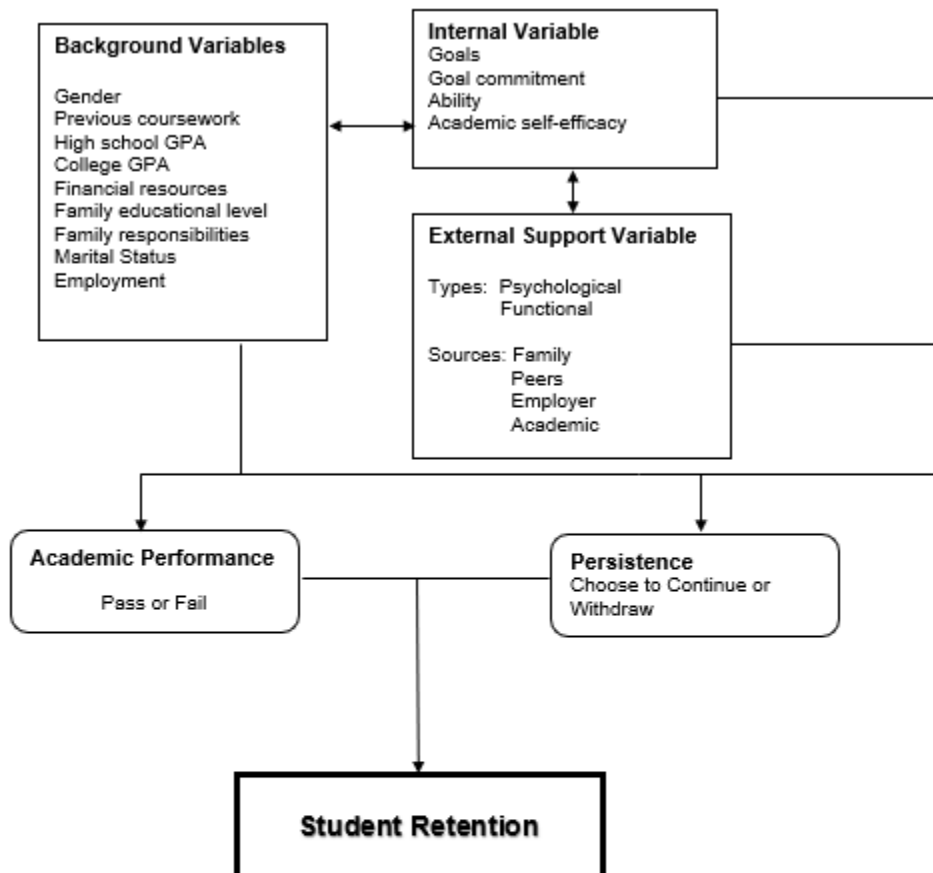 Background Variables
Gender
Previous coursework
High school GPA
College GPA
Financial resources
Family educational level
Family responsibilities
Marital Status
Employment
Internal Variable
Goals
Goal commitment
Ability
Academic self-efficacy
External Support Variable
Types: Psychological
Functional
Sources: Family
Peers
Employer
Academic
Academic Performance
Pass or Fail
Persistence
Choose to Continue or
Withdraw
Student Retention